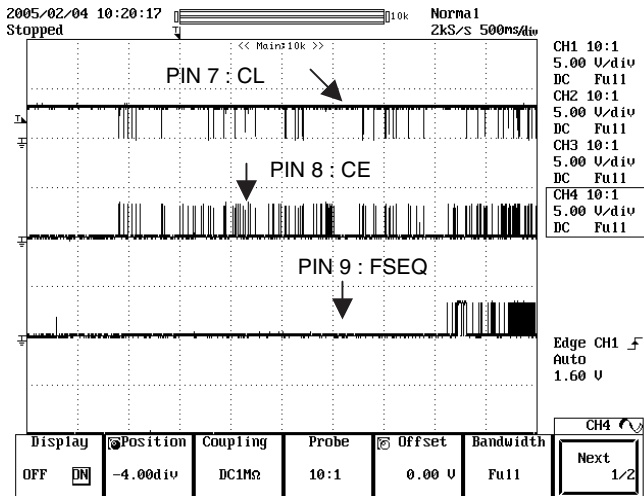 2005/02/04 10:20:17
Stopped
10k
Normal
2kS/s 500ms/div
<< Main:10k >>
PIN 7 : CL
PIN 8 : CE
PIN 9 : FSEQ
CH1 10:1
5.00 V/div
DC Full
CH2 10:1
5.00 V/div
DC Full
CH3 10:1
5.00 V/div
DC Full
CH4 10:1
5.00 V/div
DC Full
Edge CH1
Auto
1.60 V
CH4
Display
OFF ON
Position
-4.00div
Coupling
DC1MΩ
Probe
10:1
Offset
0.00 V
Bandwidth
Full
Next
1/2